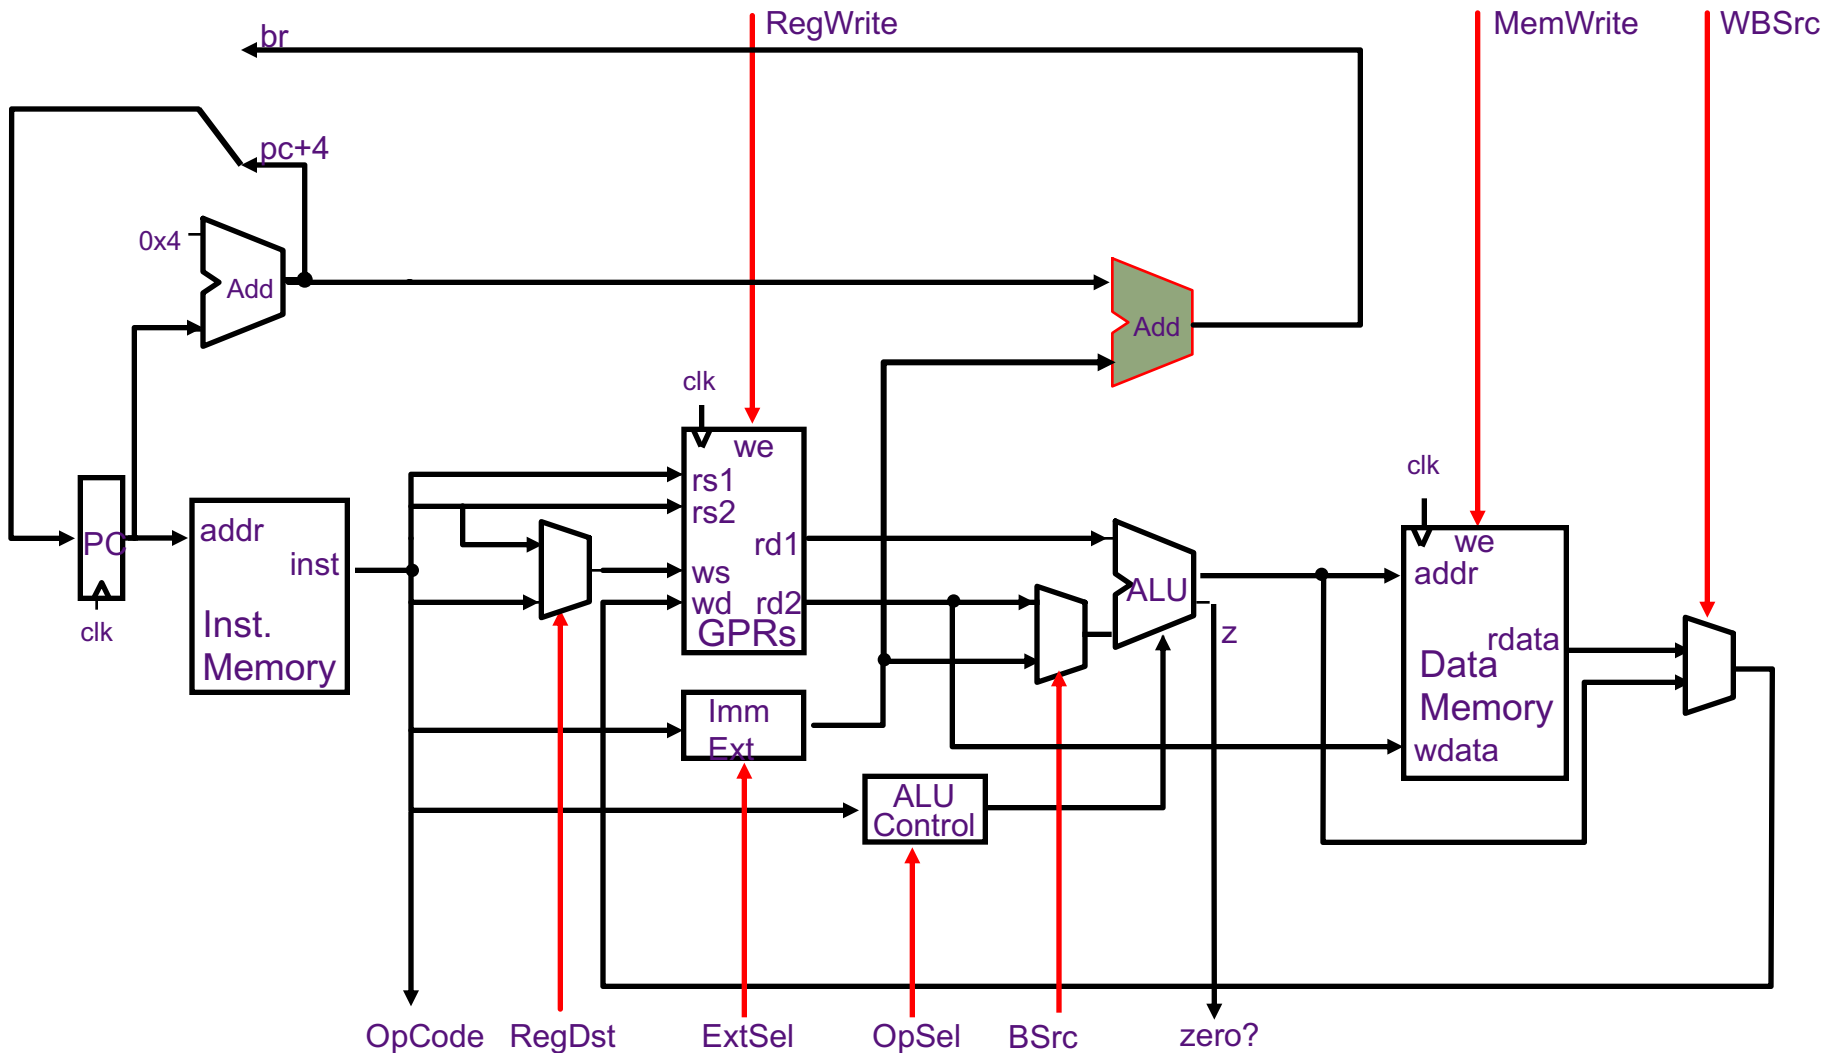 RegWrite
MemWrite
WBSrc
br
pc+4
0x4
Add
Add
clk
we
rs1
rs2
rd1
ws
wd
rd2
GPRs
clk
we
addr
rdata
Data
Memory
wdata
PC
clk
addr
inst
Inst.
Memory
ALU
z
Imm
Ext
ALU
Control
OpCode
RegDst
ExtSel
OpSel
BSrc
zero?